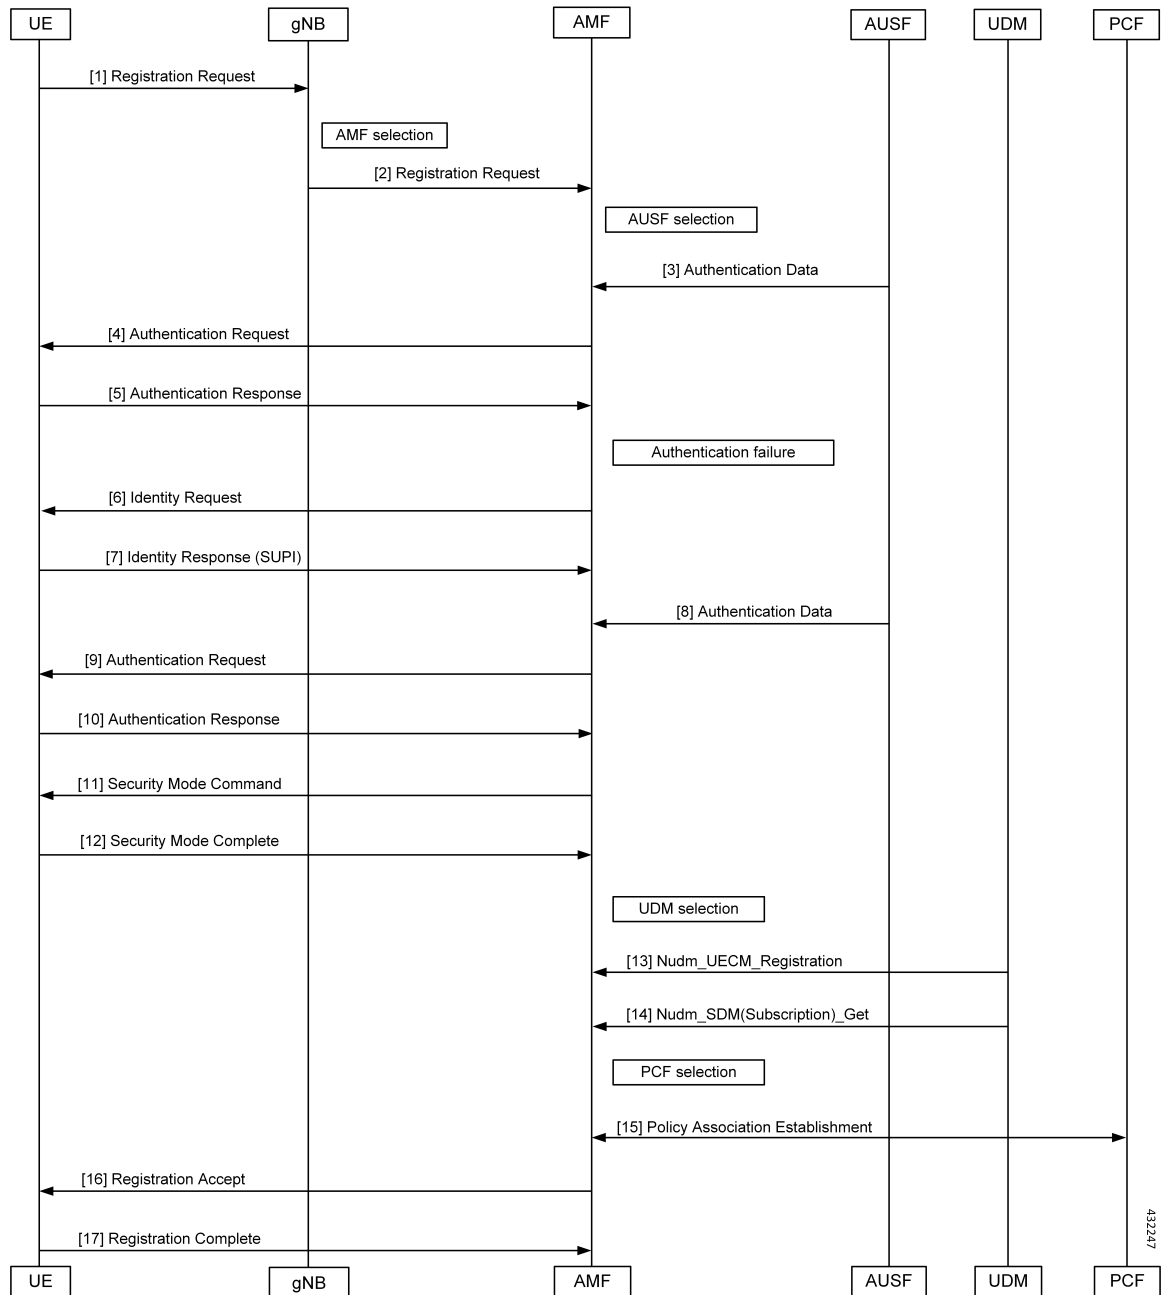 UE gNB AMF AUSF UDM PCF
[1] Registration Request
AMF selection
[2] Registration Request
AUSF selection
[3] Authentication Data
[4] Authentication Request
[5] Authentication Response
Authentication failure
[6] Identity Request
[7] Identity Response (SUPI)
[8] Authentication Data
[9] Authentication Request
[10] Authentication Response
[11] Security Mode Command
[12] Security Mode Complete
UDM selection
[13] Nudm_UECM_Registration
[14] Nudm_SDM(Subscription)_Get
PCF selection
[15] Policy Association Establishment
[16] Registration Accept
[17] Registration Complete
432247
UE gNB AMF AUSF UDM PCF